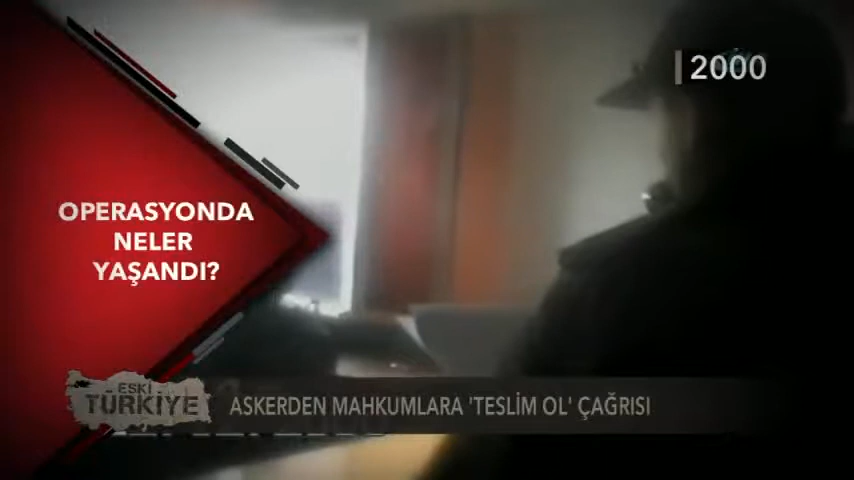 2000
OPERASYONDA
NELER
YAŞANDI?
ESKİ
TÜRKİYE
ASKERDEN MAHKUMLARA 'TESLİM OL' ÇAĞRISI